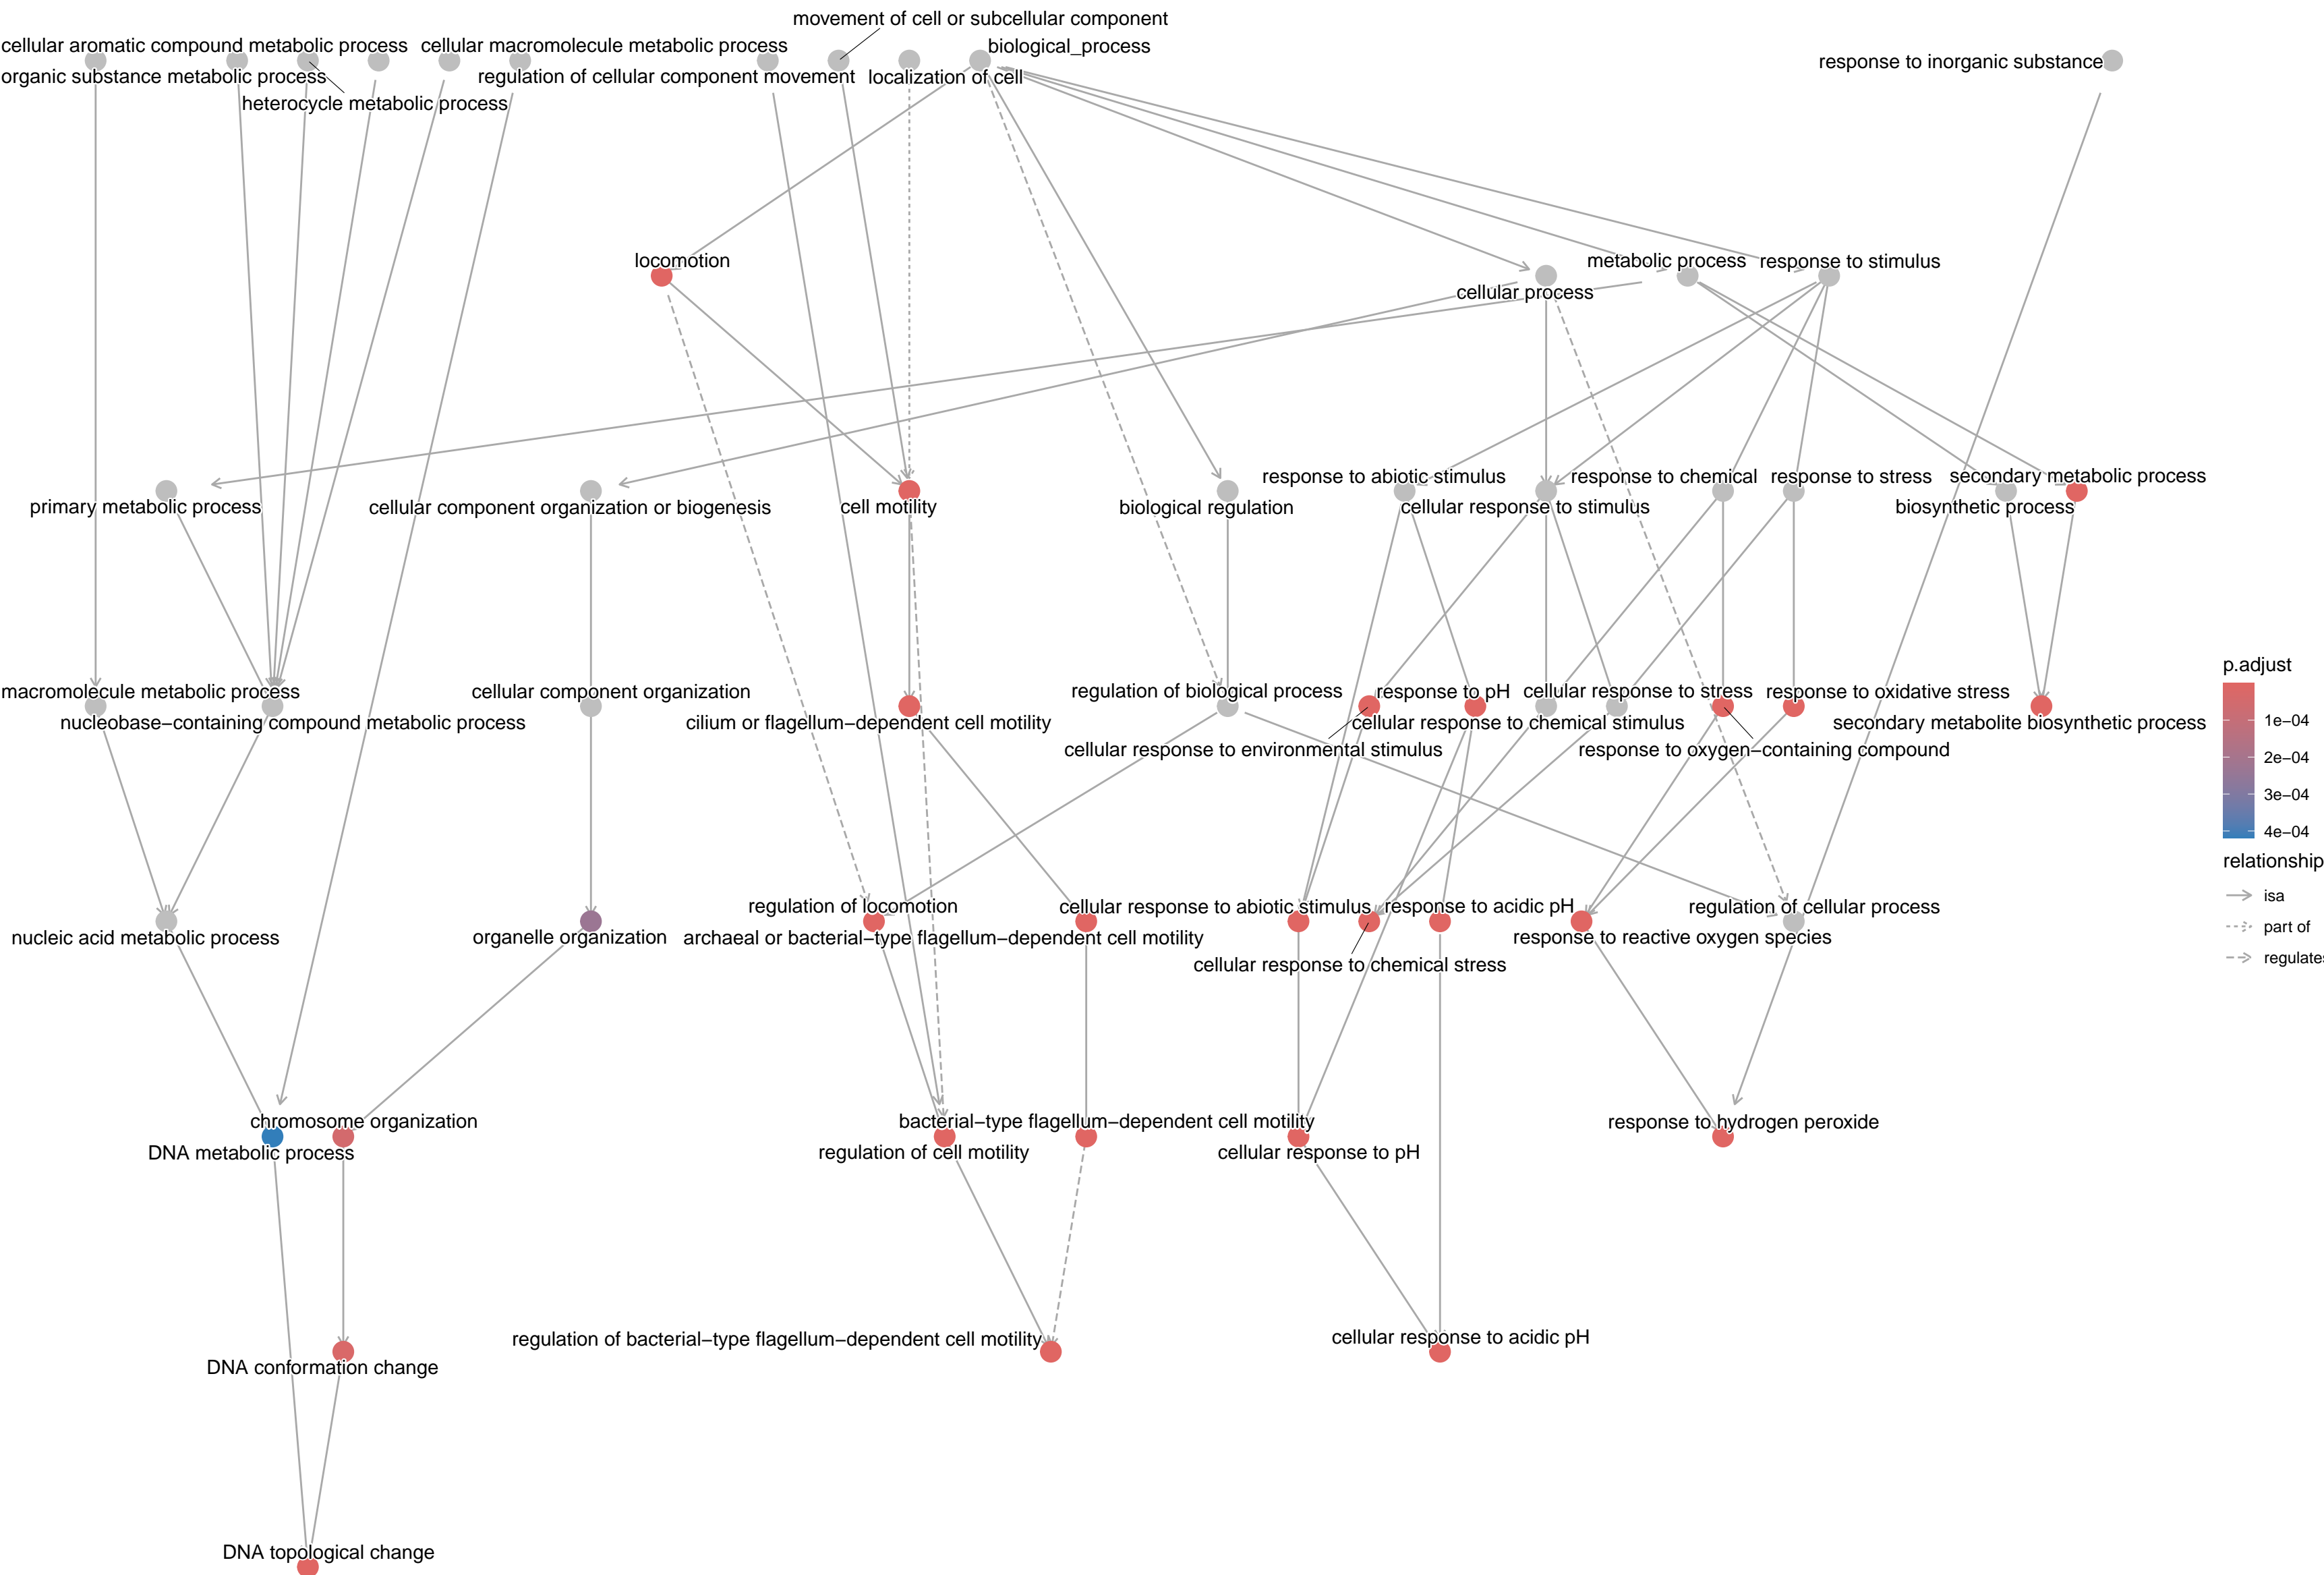 movement of cell or subcellular component
cellular aromatic compound metabolic process
cellular macromolecule metabolic process
biological_process
response to inorganic substance
organic substance metabolic process
regulation of cellular component movement
localization of cell
heterocycle metabolic process
locomotion
metabolic process
response to stimulus
cellular process
response to abiotic stimulus
response to chemical
response to stress
secondary metabolic process
primary metabolic process
cellular component organization or biogenesis
cell motility
biological regulation
cellular response to stimulus
biosynthetic process
macromolecule metabolic process
cellular component organization
regulation of biological process
response to pH
cellular response to stress
response to oxidative stress
nucleobase−containing compound metabolic process
cilium or flagellum−dependent cell motility
cellular response to chemical stimulus
secondary metabolite biosynthetic process
cellular response to environmental stimulus
response to oxygen−containing compound
regulation of locomotion
cellular response to abiotic stimulus
response to acidic pH
regulation of cellular process
nucleic acid metabolic process
organelle organization
archaeal or bacterial−type flagellum−dependent cell motility
response to reactive oxygen species
cellular response to chemical stress
chromosome organization
bacterial−type flagellum−dependent cell motility
response to hydrogen peroxide
DNA metabolic process
regulation of cell motility
cellular response to pH
regulation of bacterial−type flagellum−dependent cell motility
cellular response to acidic pH
DNA conformation change
DNA topological change
p.adjust
1e−04
2e−04
3e−04
4e−04
relationship
isa
part of
regulates